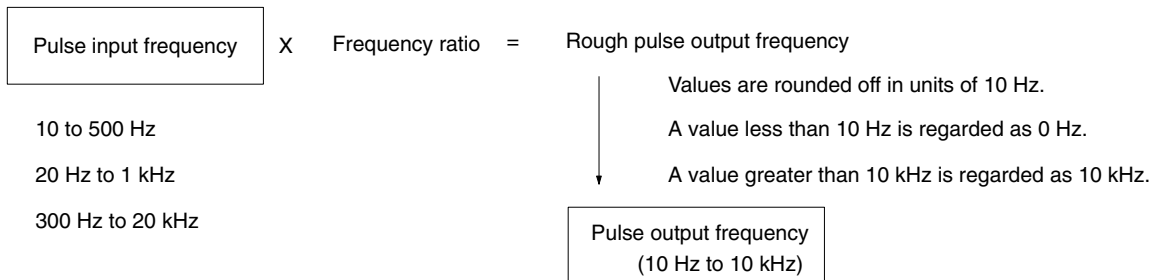 Pulse input frequency X Frequency ratio = Rough pulse output frequency
Values are rounded off in units of 10 Hz.
10 to 500 Hz
A value less than 10 Hz is regarded as 0 Hz.
20 Hz to 1 kHz
A value greater than 10 kHz is regarded as 10 kHz.
300 Hz to 20 kHz
Pulse output frequency
(10 Hz to 10 kHz)